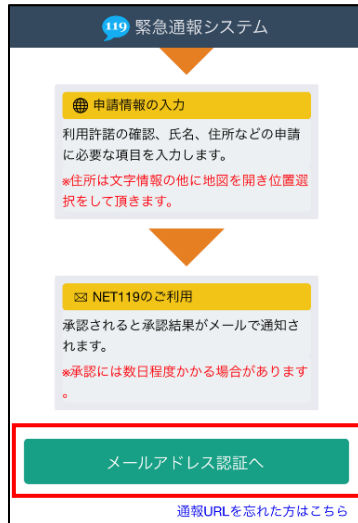 119 緊急通報システム
申請情報の入力
利用許諾の確認、氏名、住所などの申請
に必要な項目を入力します。
※住所は文字情報の他に地図を開き位置選
択をして頂きます。
NET119のご利用
承認されると承認結果がメールで通知さ
れます。
※承認には数日程度かかる場合があります
。
メールアドレス認証へ
通報URLを忘れた方はこちら